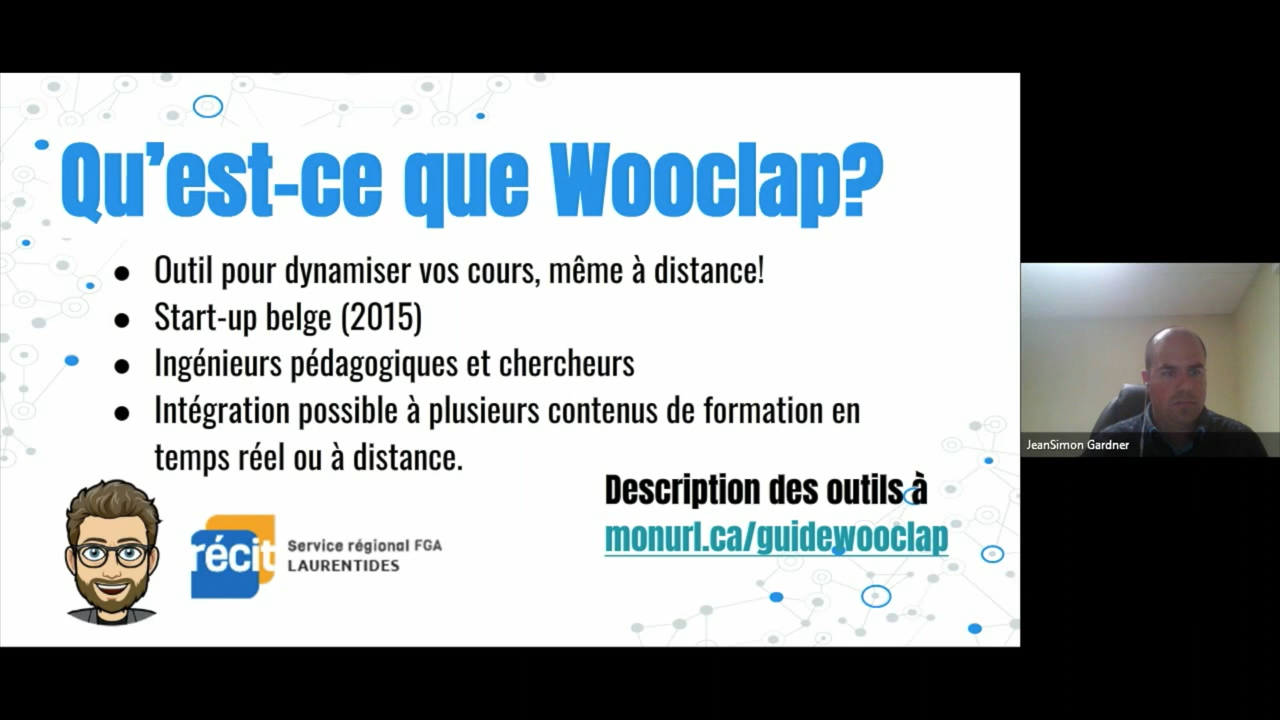 Qu'est-ce que Wooclap?
● Outil pour dynamiser vos cours, même à distance!
● Start-up belge (2015)
● Ingénieurs pédagogiques et chercheurs
● Intégration possible à plusieurs contenus de formation en
temps réel ou à distance.
Description des outils à
monurl.ca/guidewooclap
récit
Service régional FGA
LAURENTIDES
JeanSimon Gardner